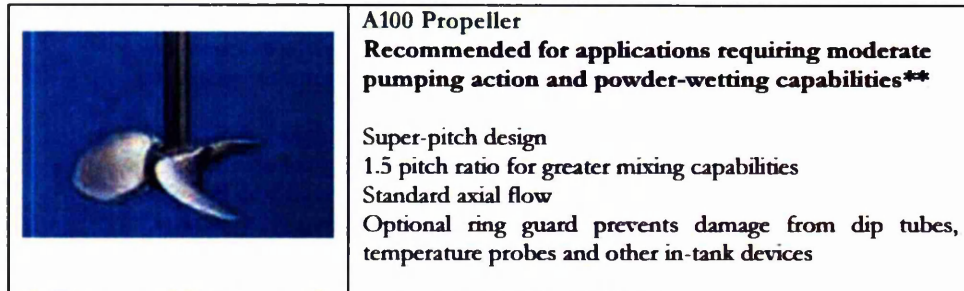 A100 Propeller
Recommended for applications requiring moderate
pumping action and powder-wetting capabilities**
Super-pitch design
1.5 pitch ratio for greater mixing capabilities
Standard axial flow
Optional ring guard prevents damage from dip tubes,
temperature probes and other in-tank devices